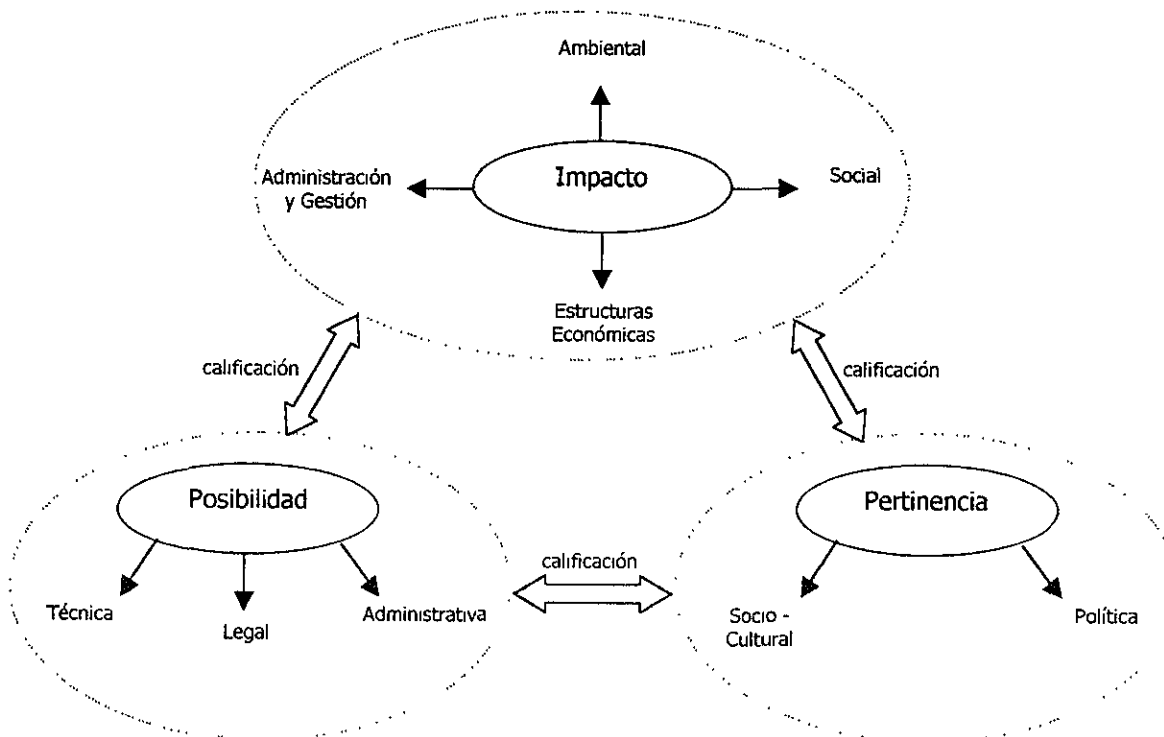 Ambiental
Administración
y Gestión
Impacto
Social
Estructuras
Económicas
calificación
calificación
Posibilidad
Pertinencia
calificación
Técnica
Legal
Administrativa
Socio -
Cultural
Política